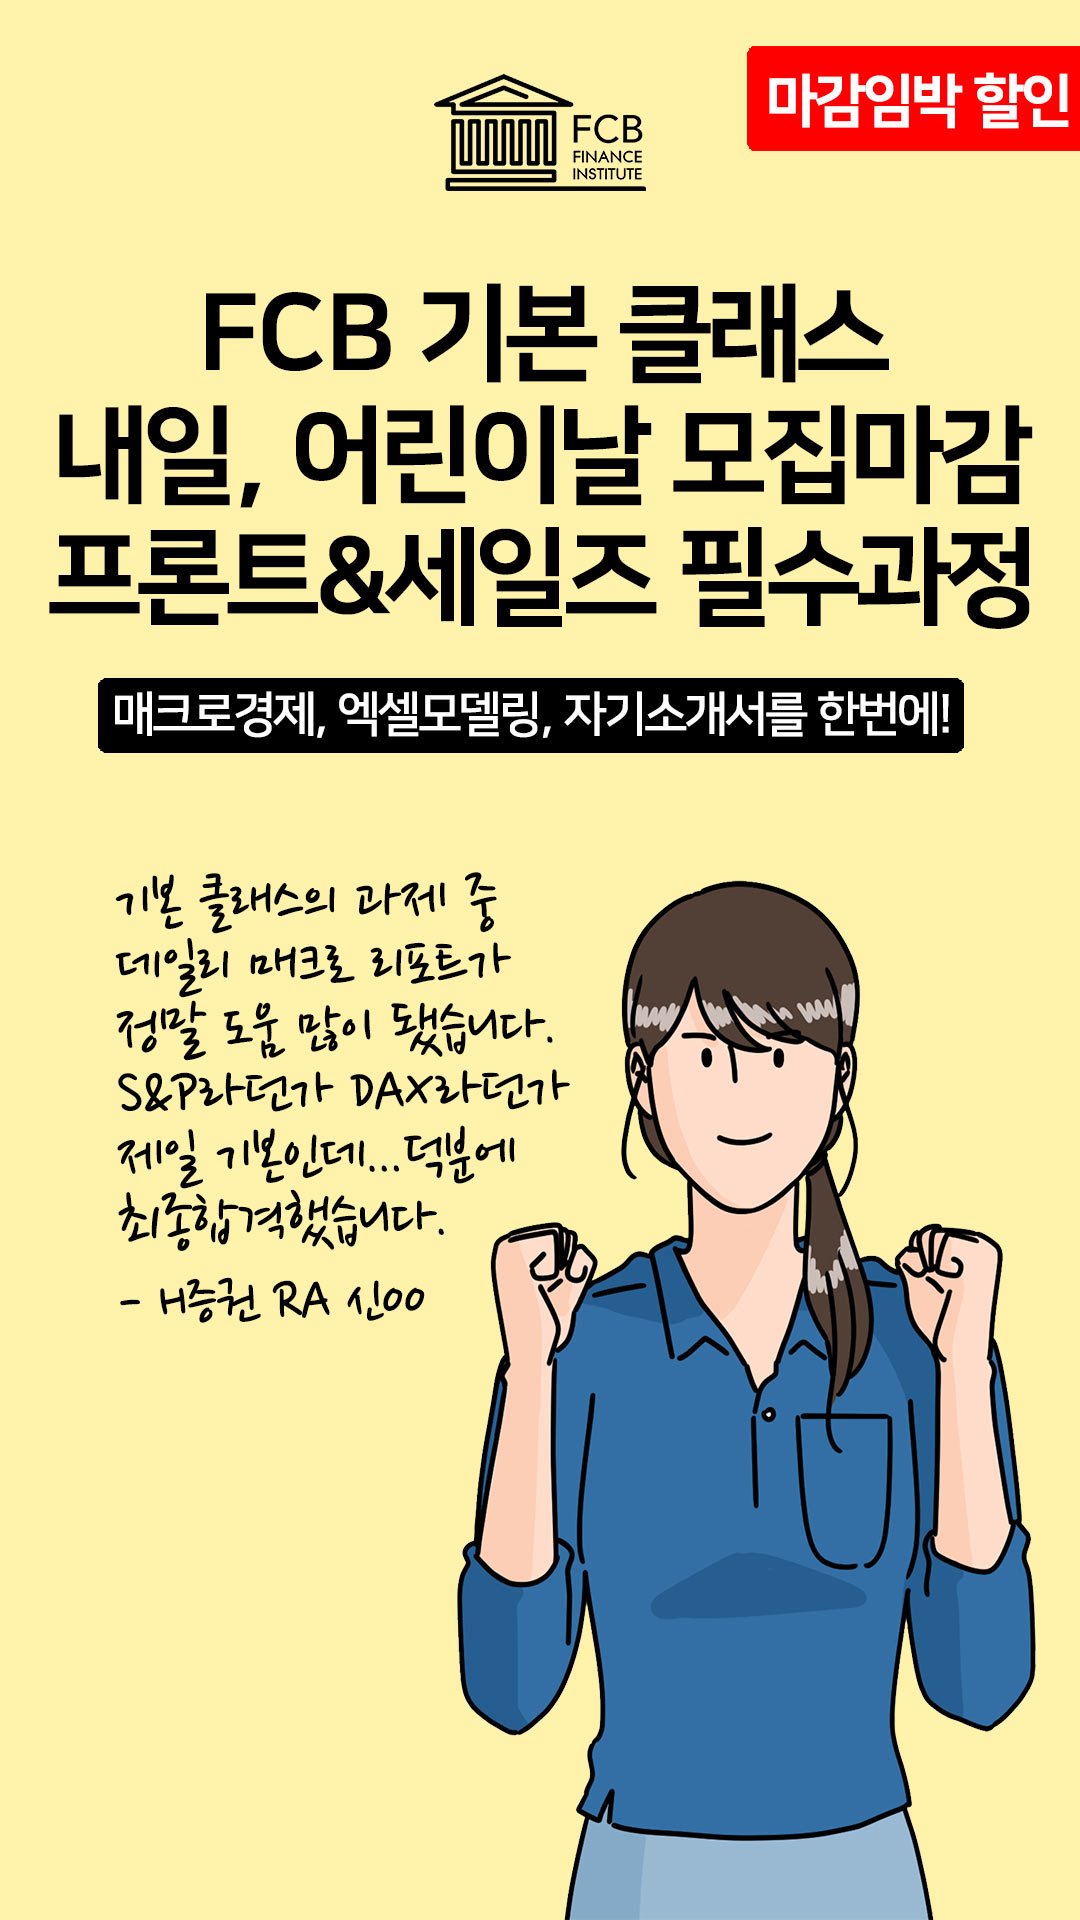 마감임박 할인
FCB
FINANCE
INSTITUTE
FCB 기본 클래스
내일, 어린이날 모집마감
프론트&세일즈 필수과정
매크로경제, 엑셀모델링, 자기소개서를 한번에!
기본 클래스의 과제 중
데일리 매크로 리포트가
정말 도움 많이 됐습니다.
S&P라던가 DAX라던가
제일 기본인데...덕분에
최종합격했습니다.
- H증권 RA 신OO